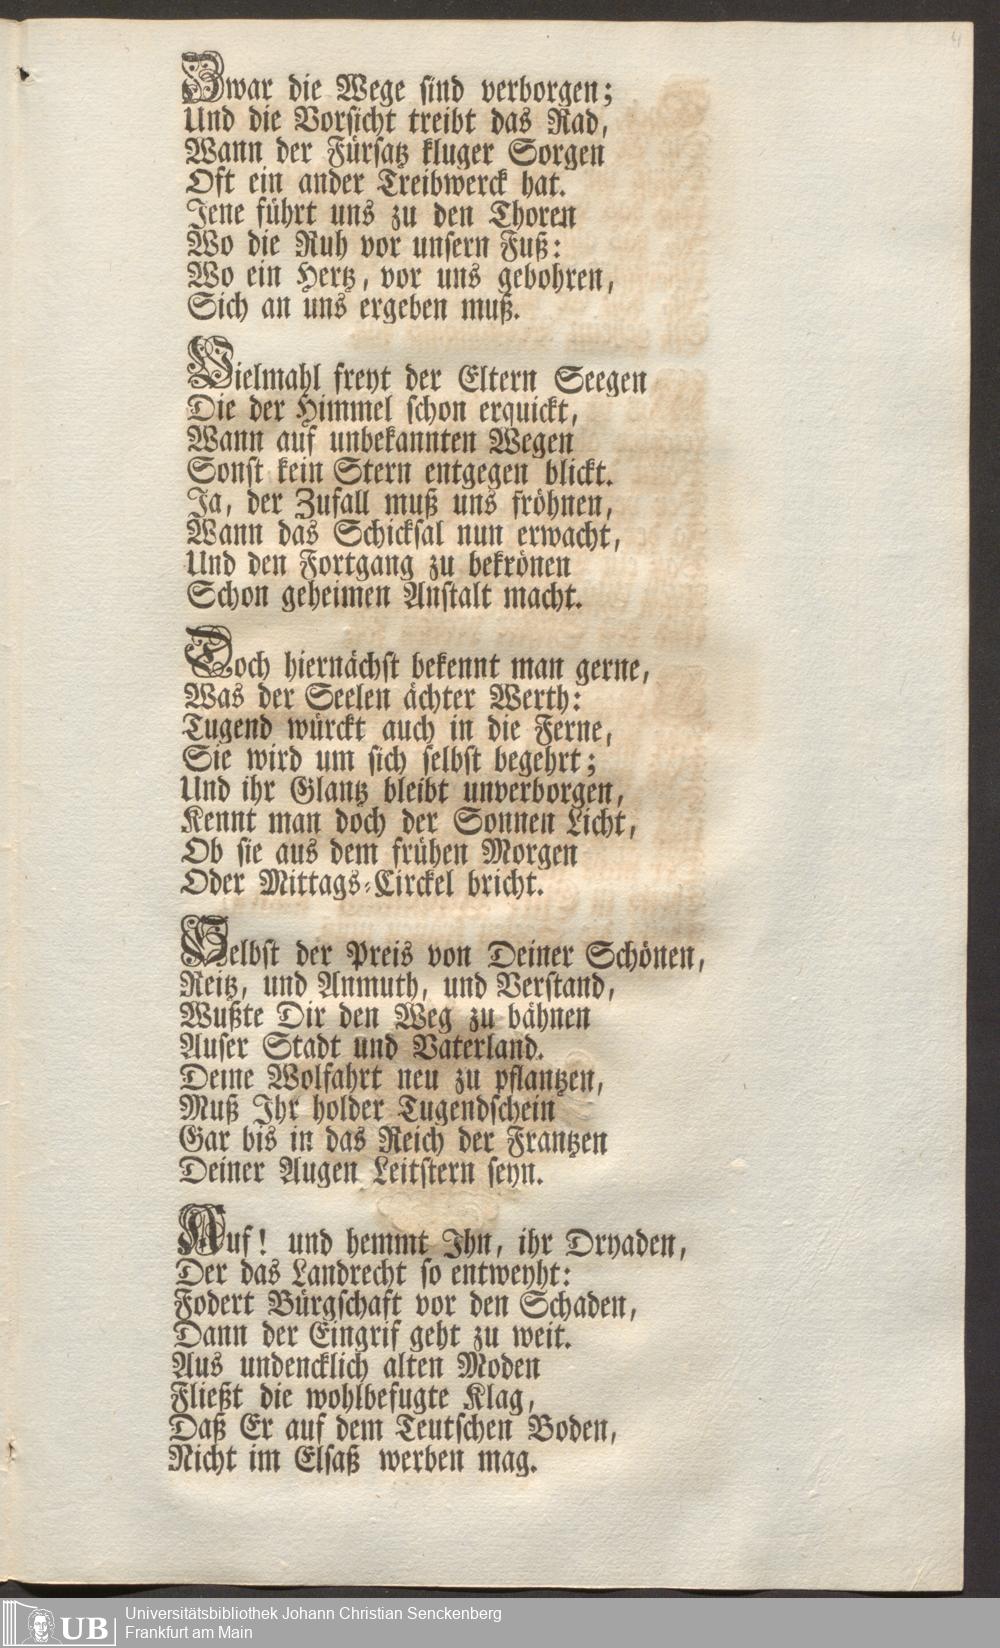 Zwar die Wege sind verborgen;
Und die Vorsicht treibt das Rad,
Wann der Fürsatz kluger Sorgen
Oft ein ander Treibwerck hat.
Jene führt uns zu den Thoren
Wo die Ruh vor unsern Fuß:
Wo ein Hertz, vor uns gebohren,
Sich an uns ergeben muß.
Vielmahl freyt der Eltern Seegen
Die der Himmel schon erquickt,
Wann auf unbekannten Wegen
Sonst kein Stern entgegen blickt.
Ja, der Zufall muß uns fröhnen,
Wann das Schicksal nun erwacht,
Und den Fortgang zu bekrönen
Schon geheimen Anstalt macht.
Doch hiernächst bekennt man gerne,
Was der Seelen ächter Werth:
Tugend würckt auch in die Ferne,
Sie wird um sich selbst begehrt;
Und ihr Glantz bleibt unverborgen,
Kennt man doch der Sonnen Licht,
Ob sie aus dem frühen Morgen
Oder Mittags-Circkel bricht.
Selbst der Preis von Deiner Schönen,
Reitz, und Anmuth, und Verstand,
Wußte Dir den Weg zu bähnen
Auser Stadt und Vaterland.
Deine Wolfahrt neu zu pflantzen,
Muß Ihr holder Tugendschein
Gar bis in das Reich der Frantzen
Deiner Augen Leitstern seyn.
Auf! und hemmt Ihn, ihr Dryaden,
Der das Landrecht so entweyht:
Fodert Bürgschaft vor den Schaden,
Dann der Eingrif geht zu weit.
Aus undencklich alten Moden
Fließt die wohlbefugte Klag,
Daß Er auf dem Teutschen Boden,
Nicht im Elsaß werben mag.
UB
Universitätsbibliothek Johann Christian Senckenberg
Frankfurt am Main